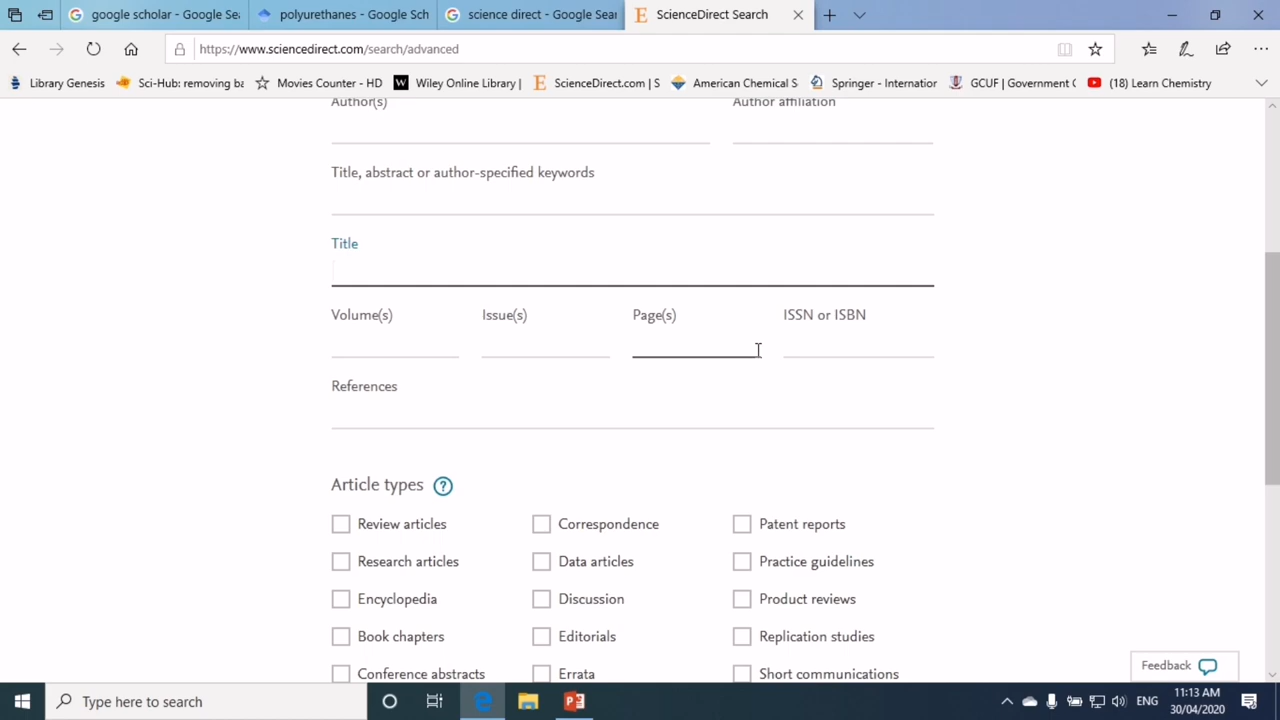 google scholar - Google Sea
polyurethanes - Google Sch
science direct - Google Sear
ScienceDirect Search
https://www.sciencedirect.com/search/advanced
Library Genesis
Sci-Hub: removing ba
Movies Counter - HD
W Wiley Online Library |
ScienceDirect.com | S
American Chemical S
Springer - Internation
GCUF | Government C
(18) Learn Chemistry
Author(s)
Author affiliation
Title, abstract or author-specified keywords
Title
Volume(s)
Issue(s)
Page(s)
ISSN or ISBN
References
Article types ?
Review articles
Correspondence
Patent reports
Research articles
Data articles
Practice guidelines
Encyclopedia
Discussion
Product reviews
Book chapters
Editorials
Replication studies
Conference abstracts
Errata
Short communications
Feedback
Type here to search
ENG
11:13 AM
30/04/2020